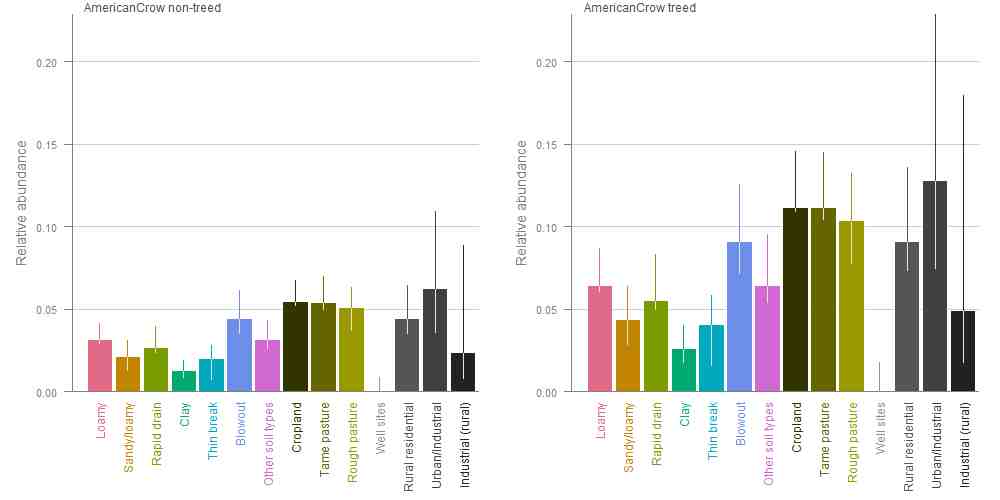 AmericanCrow non-treed
Relative abundance
0.20
0.15
0.10
0.05
0.00
Loamy
Sandy/loamy
Rapid drain
Clay
Thin break
Blowout
Other soil types
Cropland
Tame pasture
Rough pasture
Well sites
Rural residential
Urban/Industrial
Industrial (rural)
AmericanCrow treed
Relative abundance
0.20
0.15
0.10
0.05
0.00
Loamy
Sandy/loamy
Rapid drain
Clay
Thin break
Blowout
Other soil types
Cropland
Tame pasture
Rough pasture
Well sites
Rural residential
Urban/Industrial
Industrial (rural)